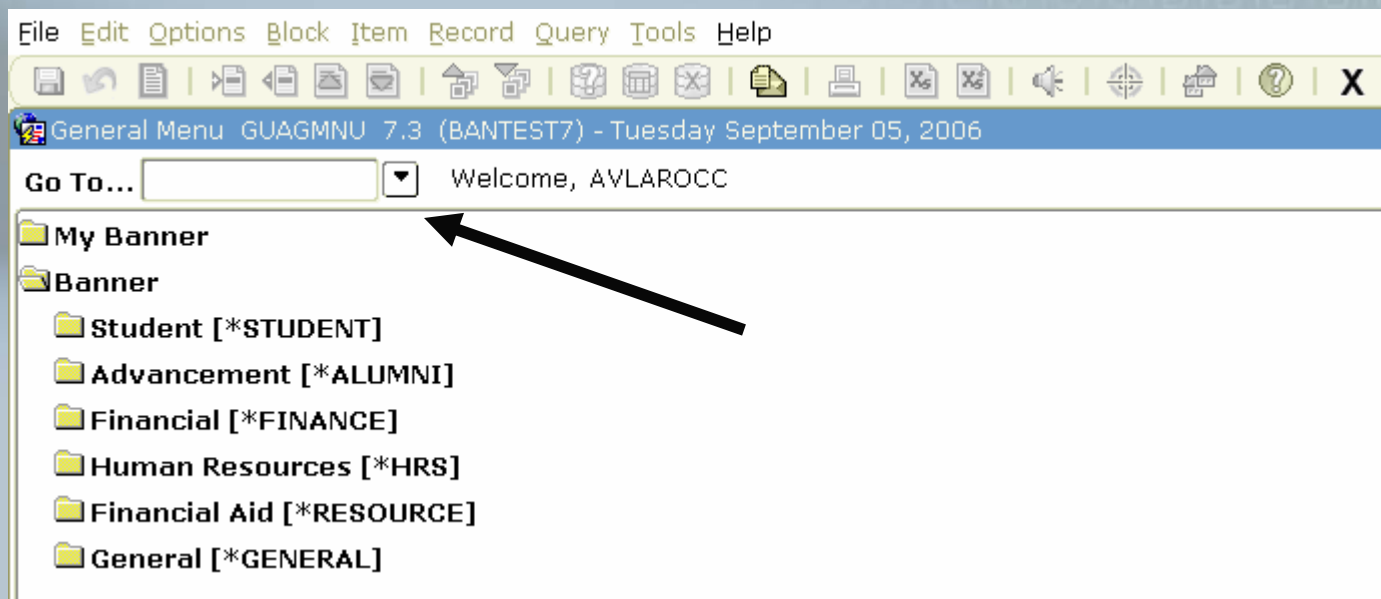 File Edit Options Block Item Record Query Tools Help
X
General Menu GUAGMNU 7.3 (BANTEST7) - Tuesday September 05, 2006
Go To... Welcome, AVLAROCC
My Banner
Banner
Student [*STUDENT]
Advancement [*ALUMNI]
Financial [*FINANCE]
Human Resources [*HRS]
Financial Aid [*RESOURCE]
General [*GENERAL]